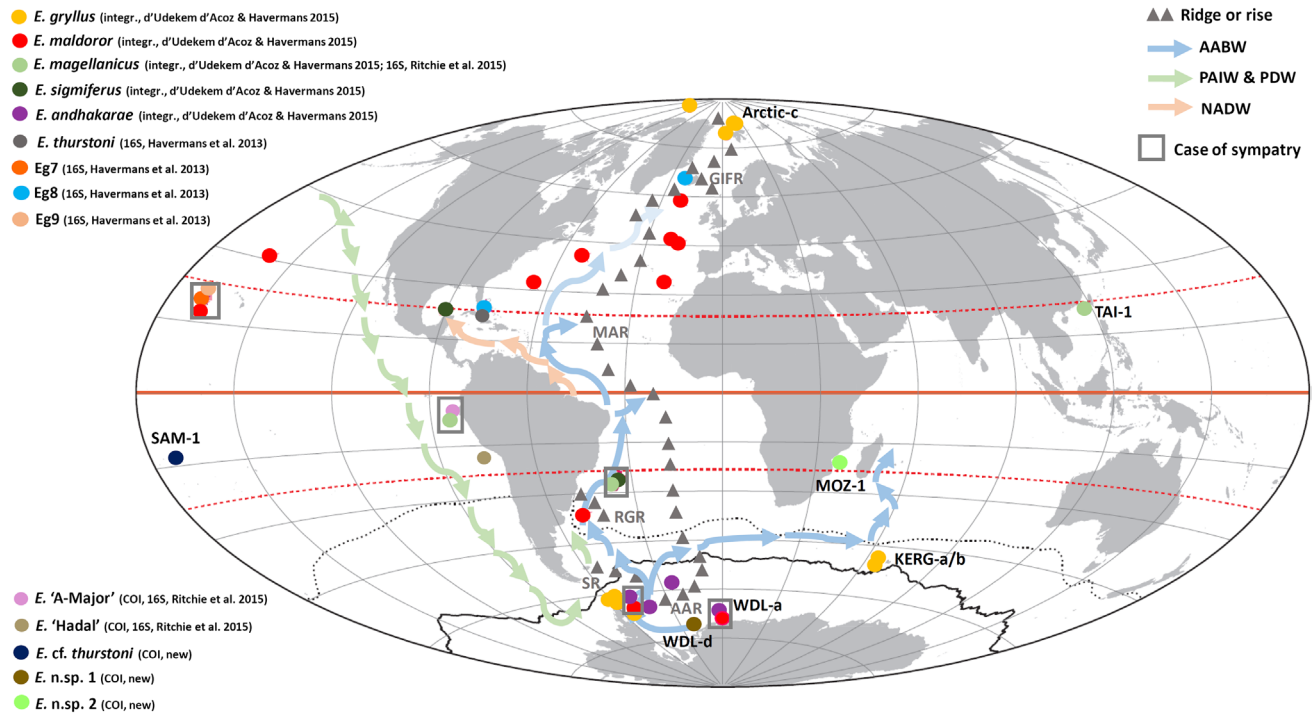 E. gryllus (integr., d'Udekem d'Acoz & Havermans 2015)
E. maldoror (integr., d'Udekem d'Acoz & Havermans 2015)
E. magellanicus (integr., d'Udekem d'Acoz & Havermans 2015; 16S, Ritchie et al. 2015)
E. sigmiferus (integr., d'Udekem d'Acoz & Havermans 2015)
E. andhakarae (integr., d'Udekem d'Acoz & Havermans 2015)
E. thurstoni (16S, Havermans et al. 2013)
Eg7 (16S, Havermans et al. 2013)
Eg8 (16S, Havermans et al. 2013)
Eg9 (16S, Havermans et al. 2013)
Ridge or rise
AABW
PAIW & PDW
NADW
Case of sympatry
Arctic-c
GIFR
MAR
TAI-1
SAM-1
MOZ-1
RGR
KERG-a/b
SR
AAR
WDL-a
WDL-d
E. 'A-Major' (COI, 16S, Ritchie et al. 2015)
E. 'Hadal' (COI, 16S, Ritchie et al. 2015)
E. cf. thurstoni (COI, new)
E. n.sp. 1 (COI, new)
E. n.sp. 2 (COI, new)